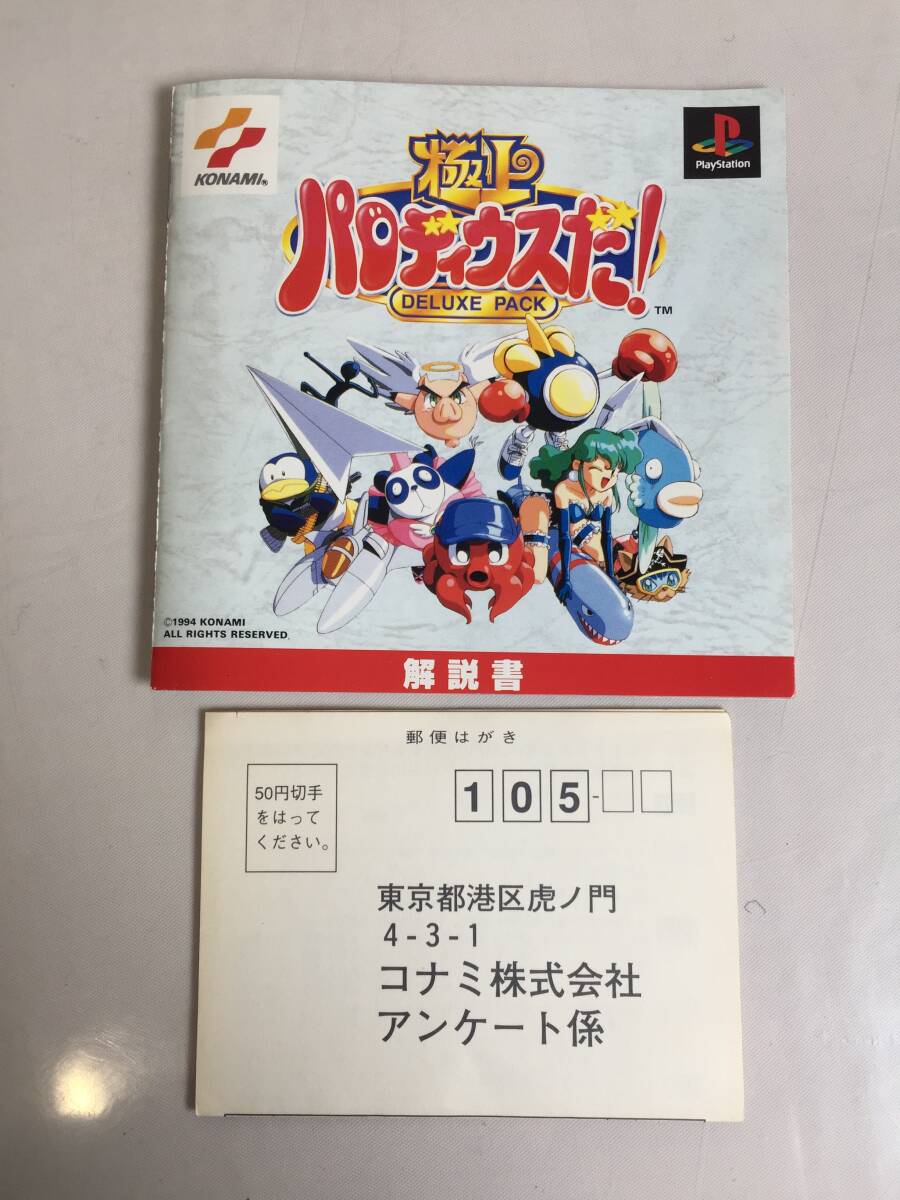 KONAMI®
極上
パロディウスだ!
DELUXE PACK
TM
PlayStation
©1994 KONAMI
ALL RIGHTS RESERVED.
解説書
郵便はがき
50円切手
をはって
ください。
105-
東京都港区虎ノ門
4-3-1
コナミ株式会社
アンケート係